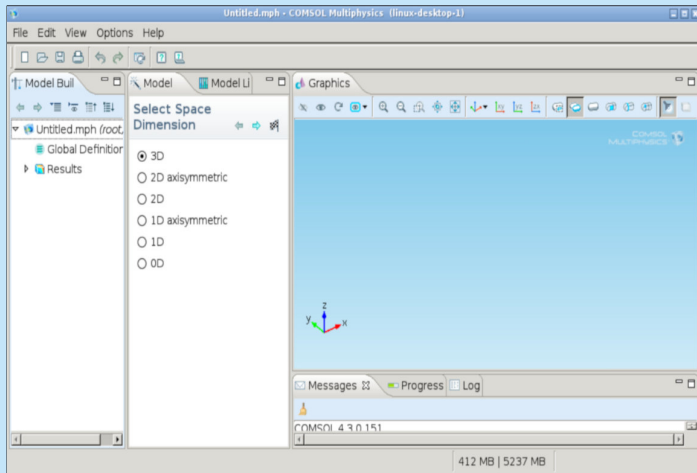 Untitled.mph - COMSOL Multiphysics (linux-desktop-1)
File Edit View Options Help
Model Buil
Model
Model Li
Graphics
Select Space
Dimension
Untitled.mph (root
Global Definition
Results
3D
2D axisymmetric
2D
1D axisymmetric
1D
0D
COMSOL
MULTIPHYSICS
z
y
x
Messages
Progress
Log
COMSOL 4.3.0.151
412 MB | 5237 MB